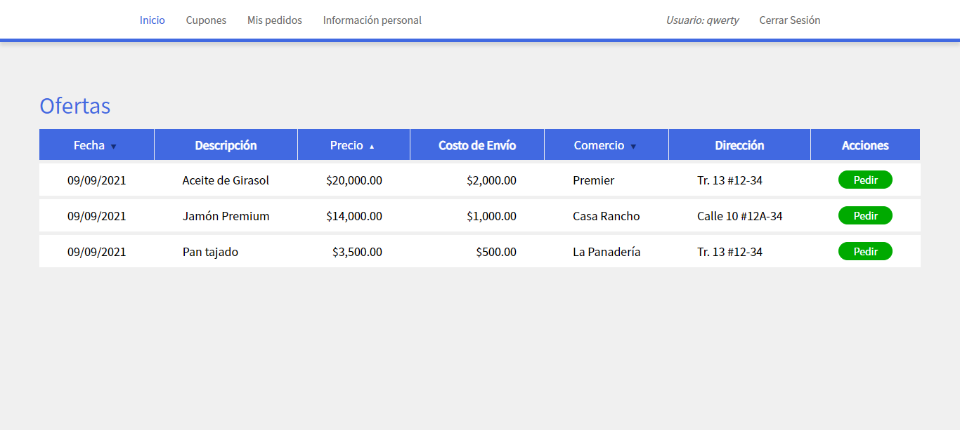 Inicio Cupones Mis pedidos Información personal Usuario: qwerty Cerrar Sesión
Ofertas
Fecha ▼ Descripción Precio ▲ Costo de Envío Comercio ▼ Dirección Acciones
09/09/2021 Aceite de Girasol $20,000.00 $2,000.00 Premier Tr. 13 #12-34 Pedir
09/09/2021 Jamón Premium $14,000.00 $1,000.00 Casa Rancho Calle 10 #12A-34 Pedir
09/09/2021 Pan tajado $3,500.00 $500.00 La Panadería Tr. 13 #12-34 Pedir